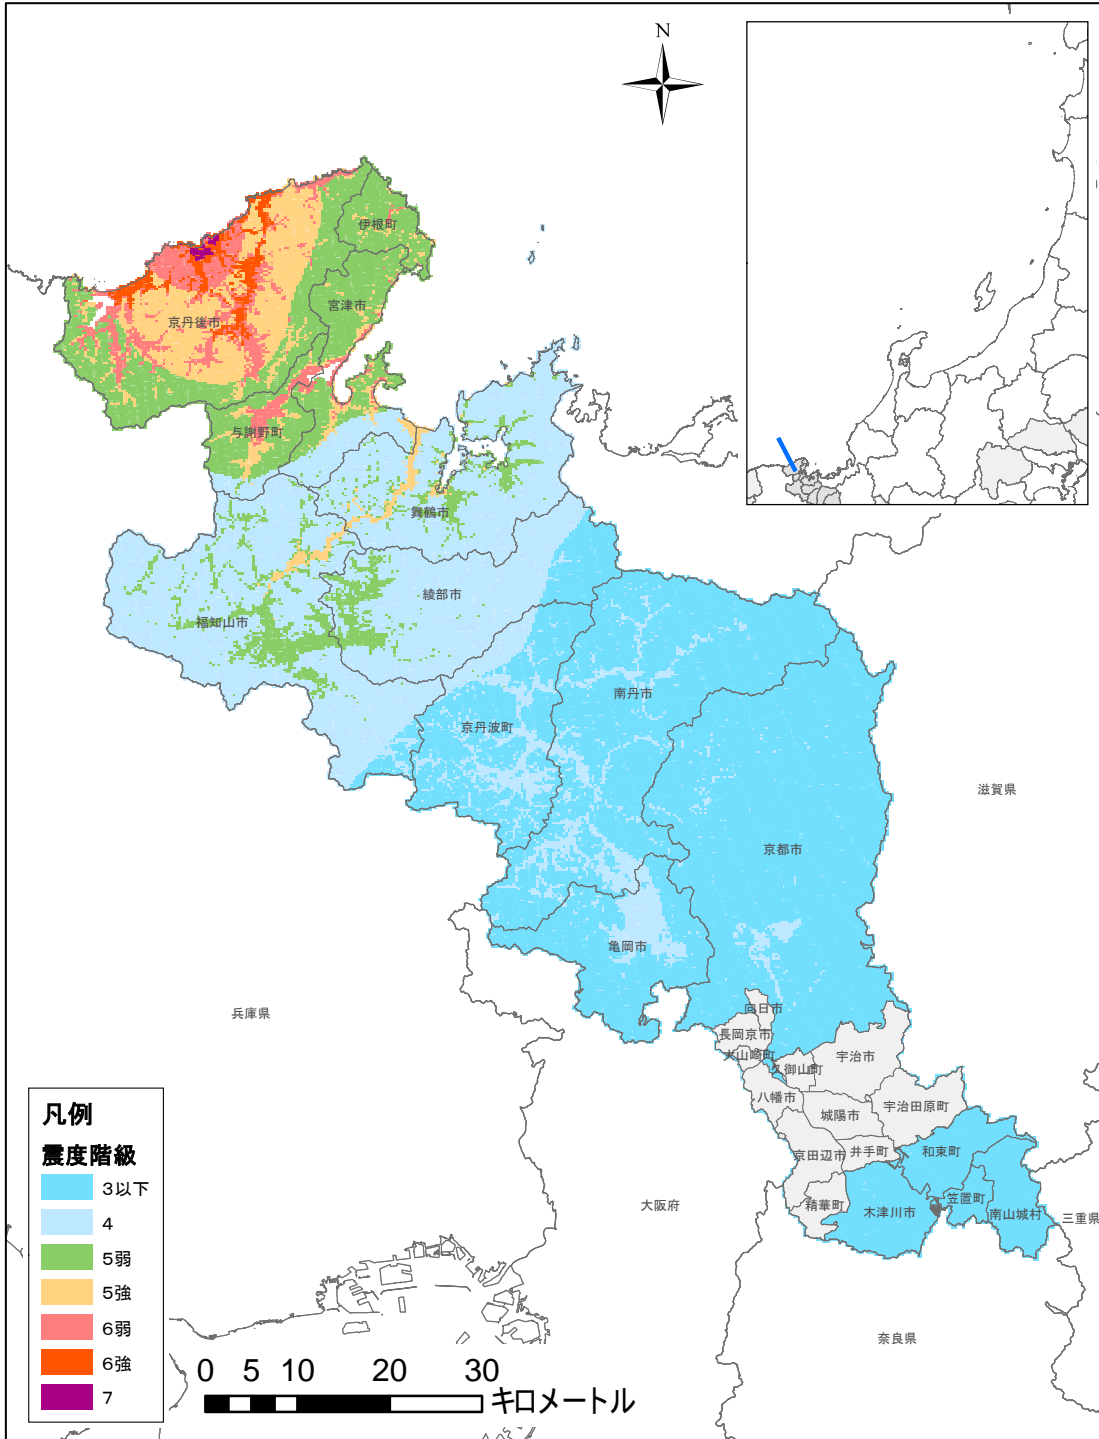 N
伊根町
宮津市
京丹後市
与謝野町
舞鶴市
綾部市
福知山市
南丹市
京丹波町
滋賀県
京都市
亀岡市
兵庫県
向日市
長岡京市
大山崎町
久御山町
宇治市
八幡市
城陽市
宇治田原町
京田辺市
井手町
和束町
精華町
木津川市
笠置町
南山城村
三重県
大阪府
奈良県
凡例
震度階級
3以下
4
5弱
5強
6弱
6強
7
0 5 10 20 30
キロメートル